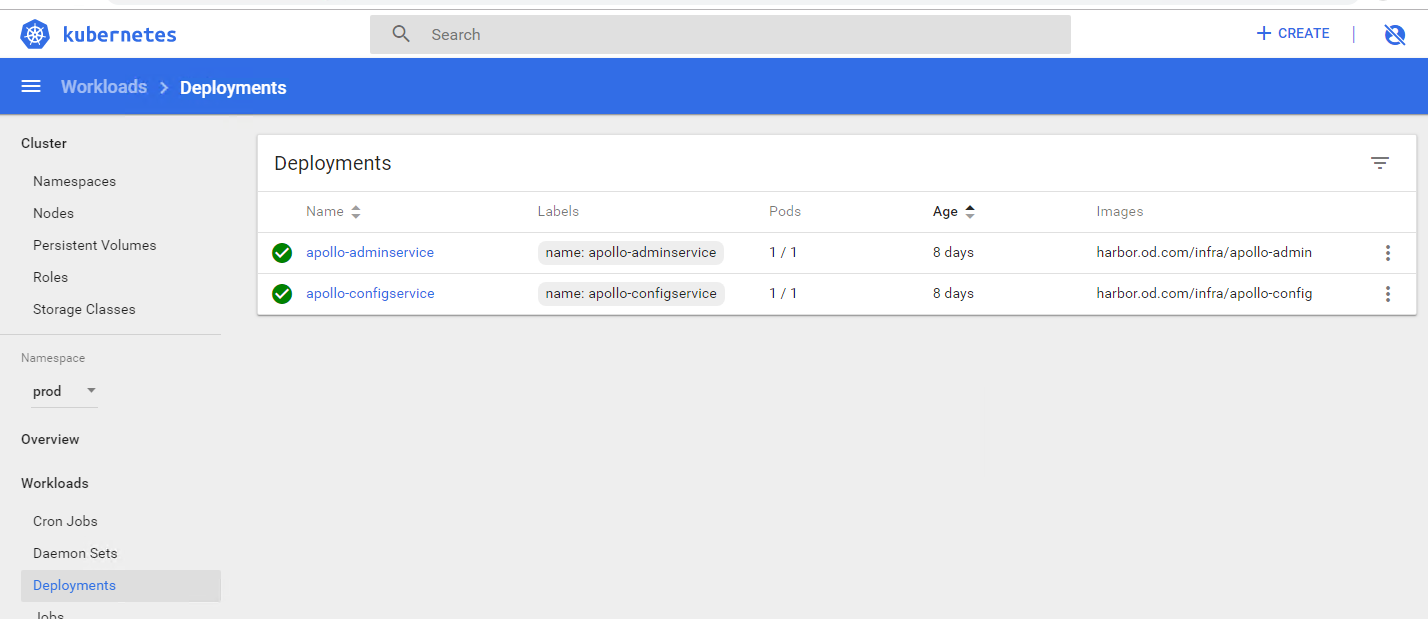 kubernetes
Search
CREATE
Workloads
Deployments
Cluster
Namespaces
Nodes
Persistent Volumes
Roles
Storage Classes
Namespace
prod
Overview
Workloads
Cron Jobs
Daemon Sets
Deployments
Jobs
Deployments
Name Labels Pods Age Images
apollo-adminservice name: apollo-adminservice 1 / 1 8 days harbor.od.com/infra/apollo-admin
apollo-configservice name: apollo-configservice 1 / 1 8 days harbor.od.com/infra/apollo-config